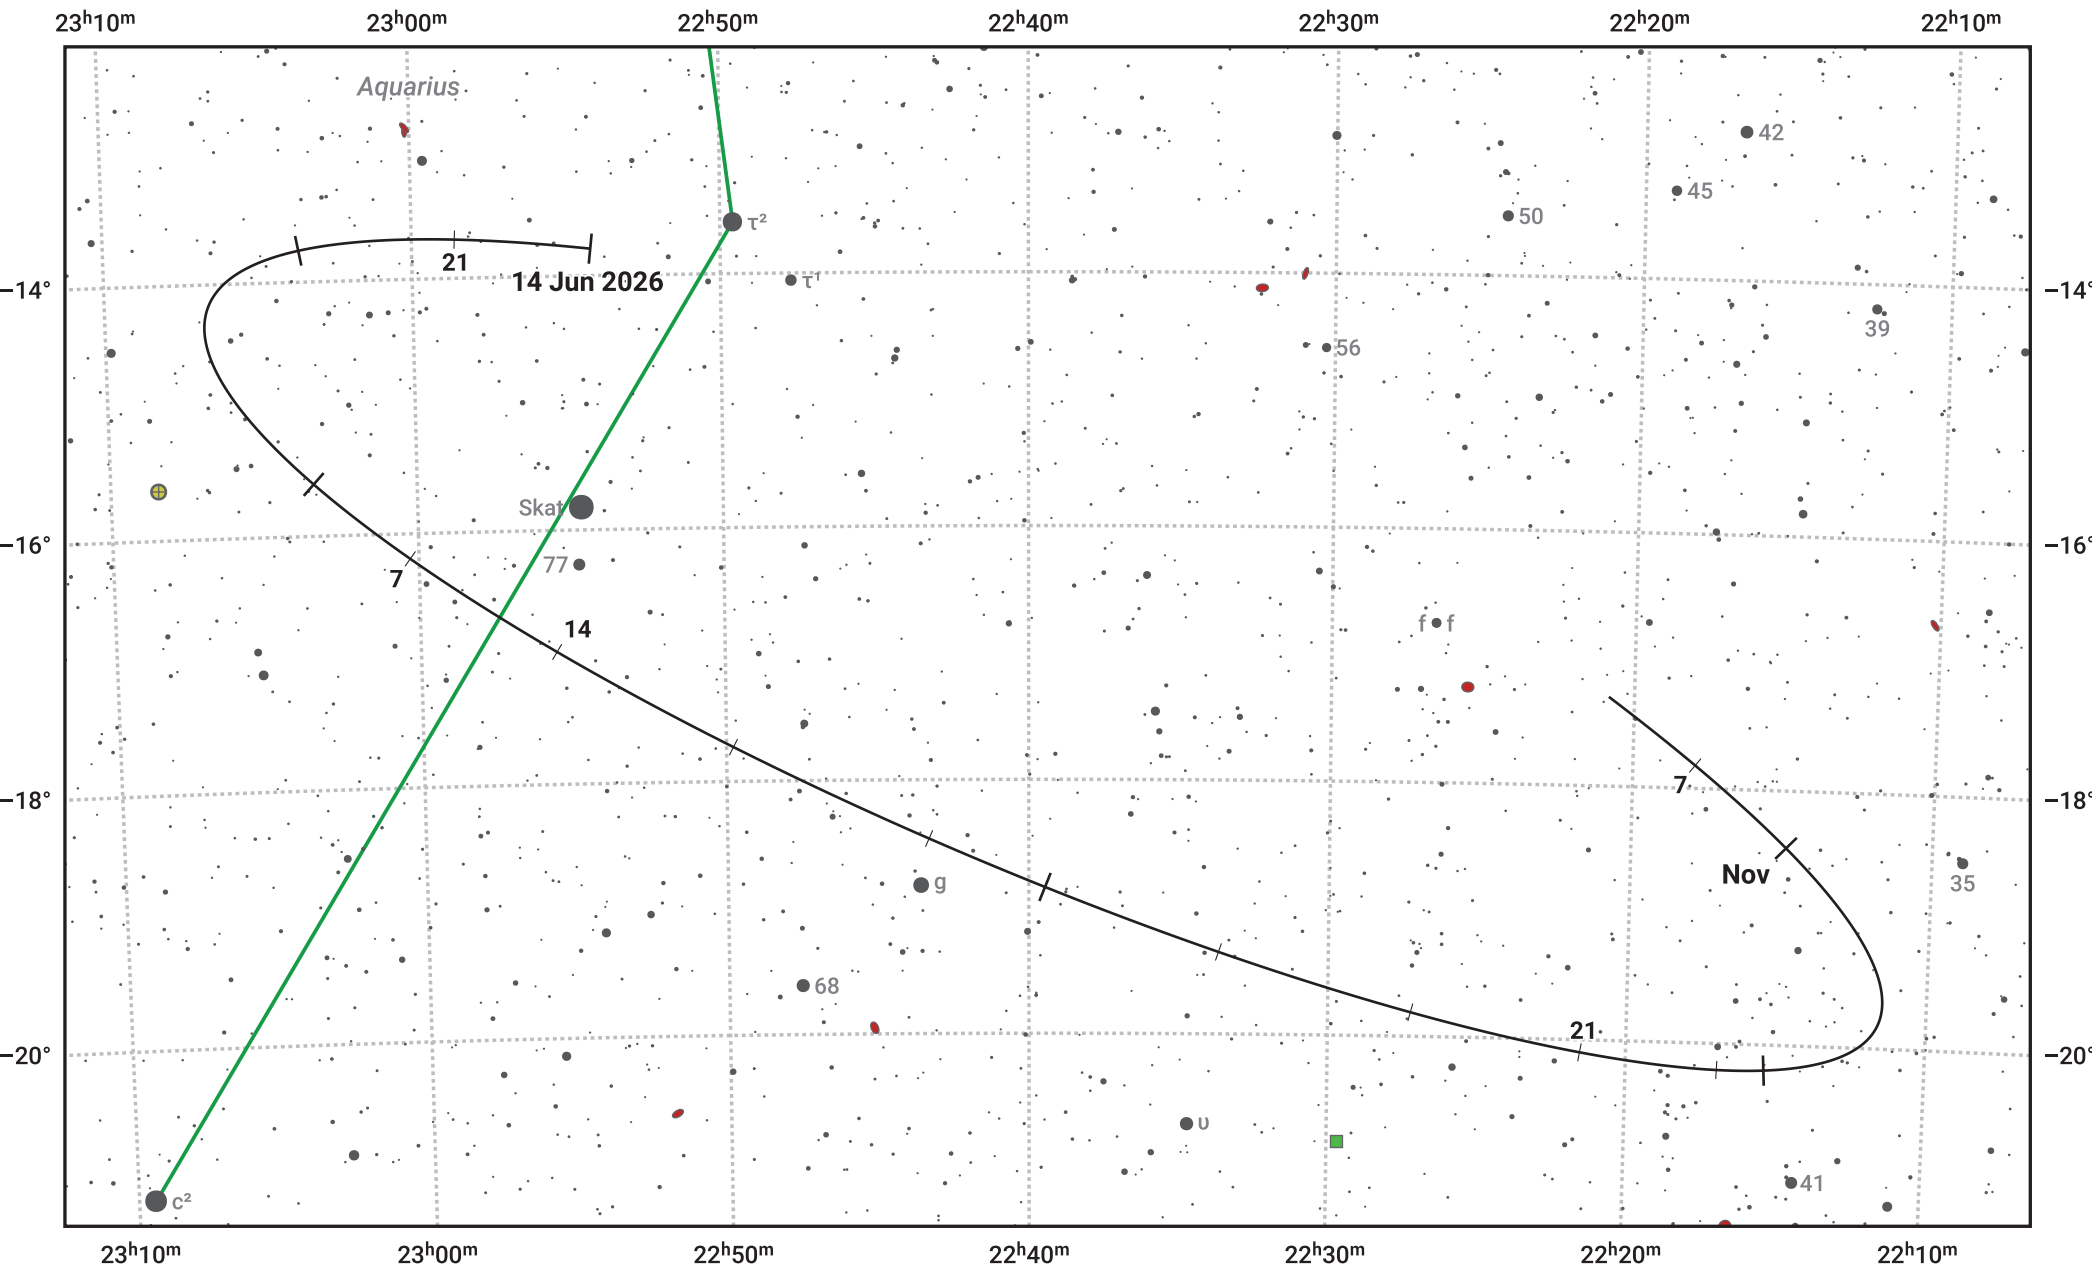 23h10m 23h00m 22h50m 22h40m 22h30m 22h20m 22h10m
Aquarius
42
45
50
τ²
21
14 Jun 2026
τ¹
−14° −14°
39
56
Skat
−16° −16°
77
7
14
f f
7
−18° −18°
Nov
g
35
68
21
−20° −20°
υ
41
c²
23h10m 23h00m 22h50m 22h40m 22h30m 22h20m 22h10m